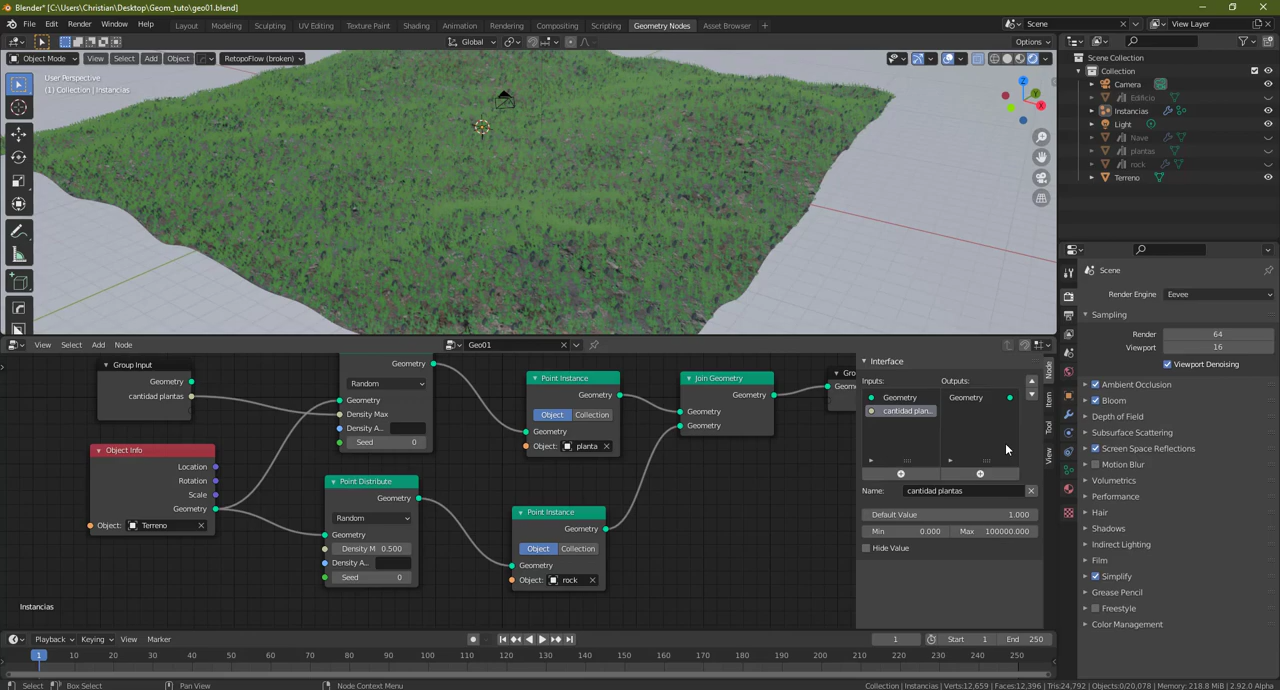 Blender* [C:\Users\Christian\Desktop\Geom_tuto\geo01.blend]
File Edit Render Window Help Layout Modeling Sculpting UV Editing Texture Paint Shading Animation Rendering Compositing Scripting Geometry Nodes Asset Browser + Scene View Layer
Global Options
Object Mode View Select Add Object RetopoFlow (broken)
User Perspective
(1) Collection | Instancias
Z
Y
X
Scene Collection
Collection
Camera
Edificio
Instancias
Light
Nave
plantas
rock
Terreno
Scene
Render Engine Eevee
Sampling
Render 64
Viewport 16
Viewport Denoising
Ambient Occlusion
Bloom
Depth of Field
Subsurface Scattering
Screen Space Reflections
Motion Blur
Volumetrics
Performance
Hair
Shadows
Indirect Lighting
Film
Simplify
Grease Pencil
Freestyle
Color Management
View Select Add Node Geo01
Group Input
Geometry
cantidad plantas
Object Info
Location
Rotation
Scale
Geometry
Object: Terreno
Geometry
Random
Geometry
Density Max
Density A...
Seed 0
Point Distribute
Geometry
Random
Geometry
Density M 0.500
Density A...
Seed 0
Point Instance
Geometry
Object Collection
Geometry
Object: planta
Point Instance
Geometry
Object Collection
Geometry
Object: rock
Join Geometry
Geometry
Geometry
Geometry
Gro
Geome
Interface
Inputs: Outputs:
Geometry Geometry
cantidad plan...
Name: cantidad plantas
Default Value 1.000
Min 0.000 Max 100000.000
Hide Value
Node
Item
Tool
View
Instancias
Playback Keying View Marker 1 Start 1 End 250
1 10 20 30 40 50 60 70 80 90 100 110 120 130 140 150 160 170 180 190 200 210 220 230 240 250
Select Box Select Pan View Node Context Menu Collection | Instancias | Verts:12,659 | Faces:12,396 | Tris:24,792 | Objects:0/20,078 | Memory: 218.8 MiB | 2.92.0 Alpha